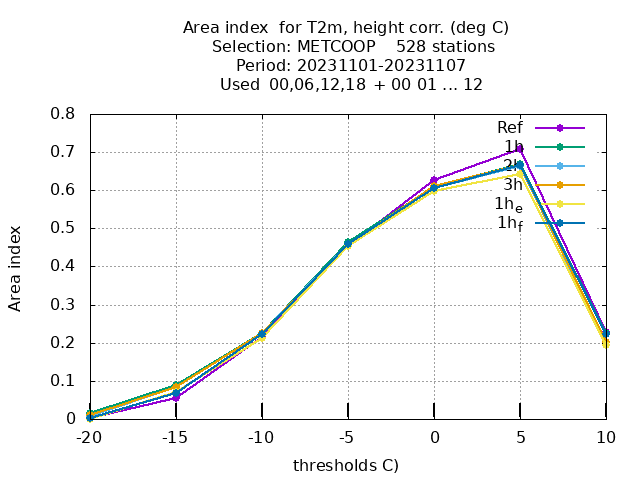 Area index  for T2m, height corr. (deg C)
Selection: METCOOP    528 stations
Period: 20231101-20231107
Used 00,06,12,18 + 00 01 ... 12
Ref
1h
2h
3h
1he
1hf
0.8
0.7
0.6
0.5
0.4
0.3
0.2
0.1
0
Area index
-20 -15 -10 -5 0 5 10
thresholds C)